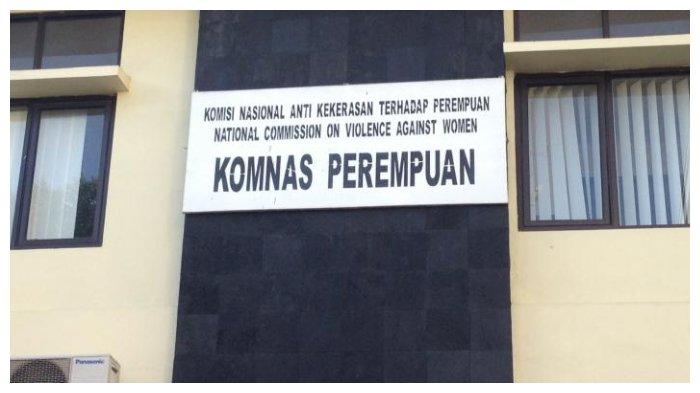 KOMISI NASIONAL ANTI KEKERASAN TERHADAP PEREMPUAN
NATIONAL COMMISSION ON VIOLENCE AGAINST WOMEN
KOMNAS PEREMPUAN
Panasonic